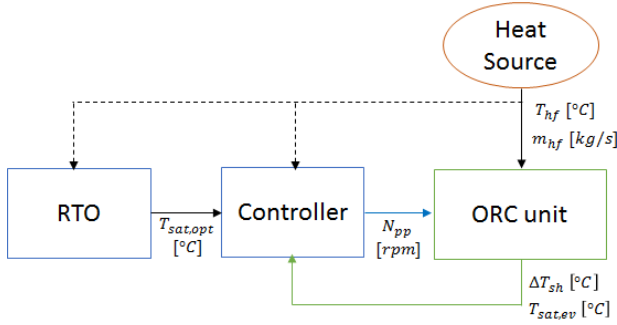 Heat
Source
T_hf [°C]
m_hf [kg/s]
RTO
T_sat,opt
[°C]
Controller
N_pp
[rpm]
ORC unit
ΔT_sh [°C]
T_sat,ev [°C]